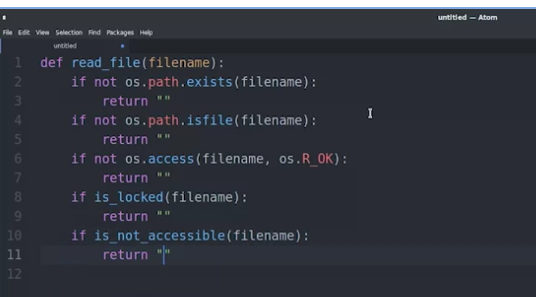 untitled — Atom
File Edit View Selection Find Packages Help
untitled
1 def read_file(filename):
2     if not os.path.exists(filename):
3         return ""
4     if not os.path.isfile(filename):
5         return ""
6     if not os.access(filename, os.R_OK):
7         return ""
8     if is_locked(filename):
9         return ""
10     if is_not_accessible(filename):
11         return ""
12